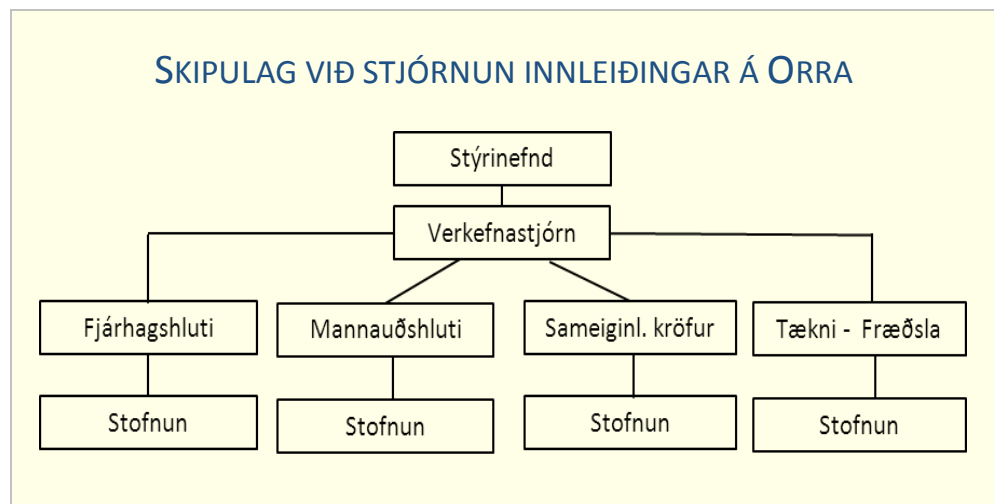 SKIPULAG VIÐ STJÓRNUN INNLEIÐINGAR Á ORRA
Stýrinefnd
Verkefnastjórn
Fjárhagshluti
Mannauðshluti
Sameiginl. kröfur
Tækni - Fræðsla
Stofnun
Stofnun
Stofnun
Stofnun